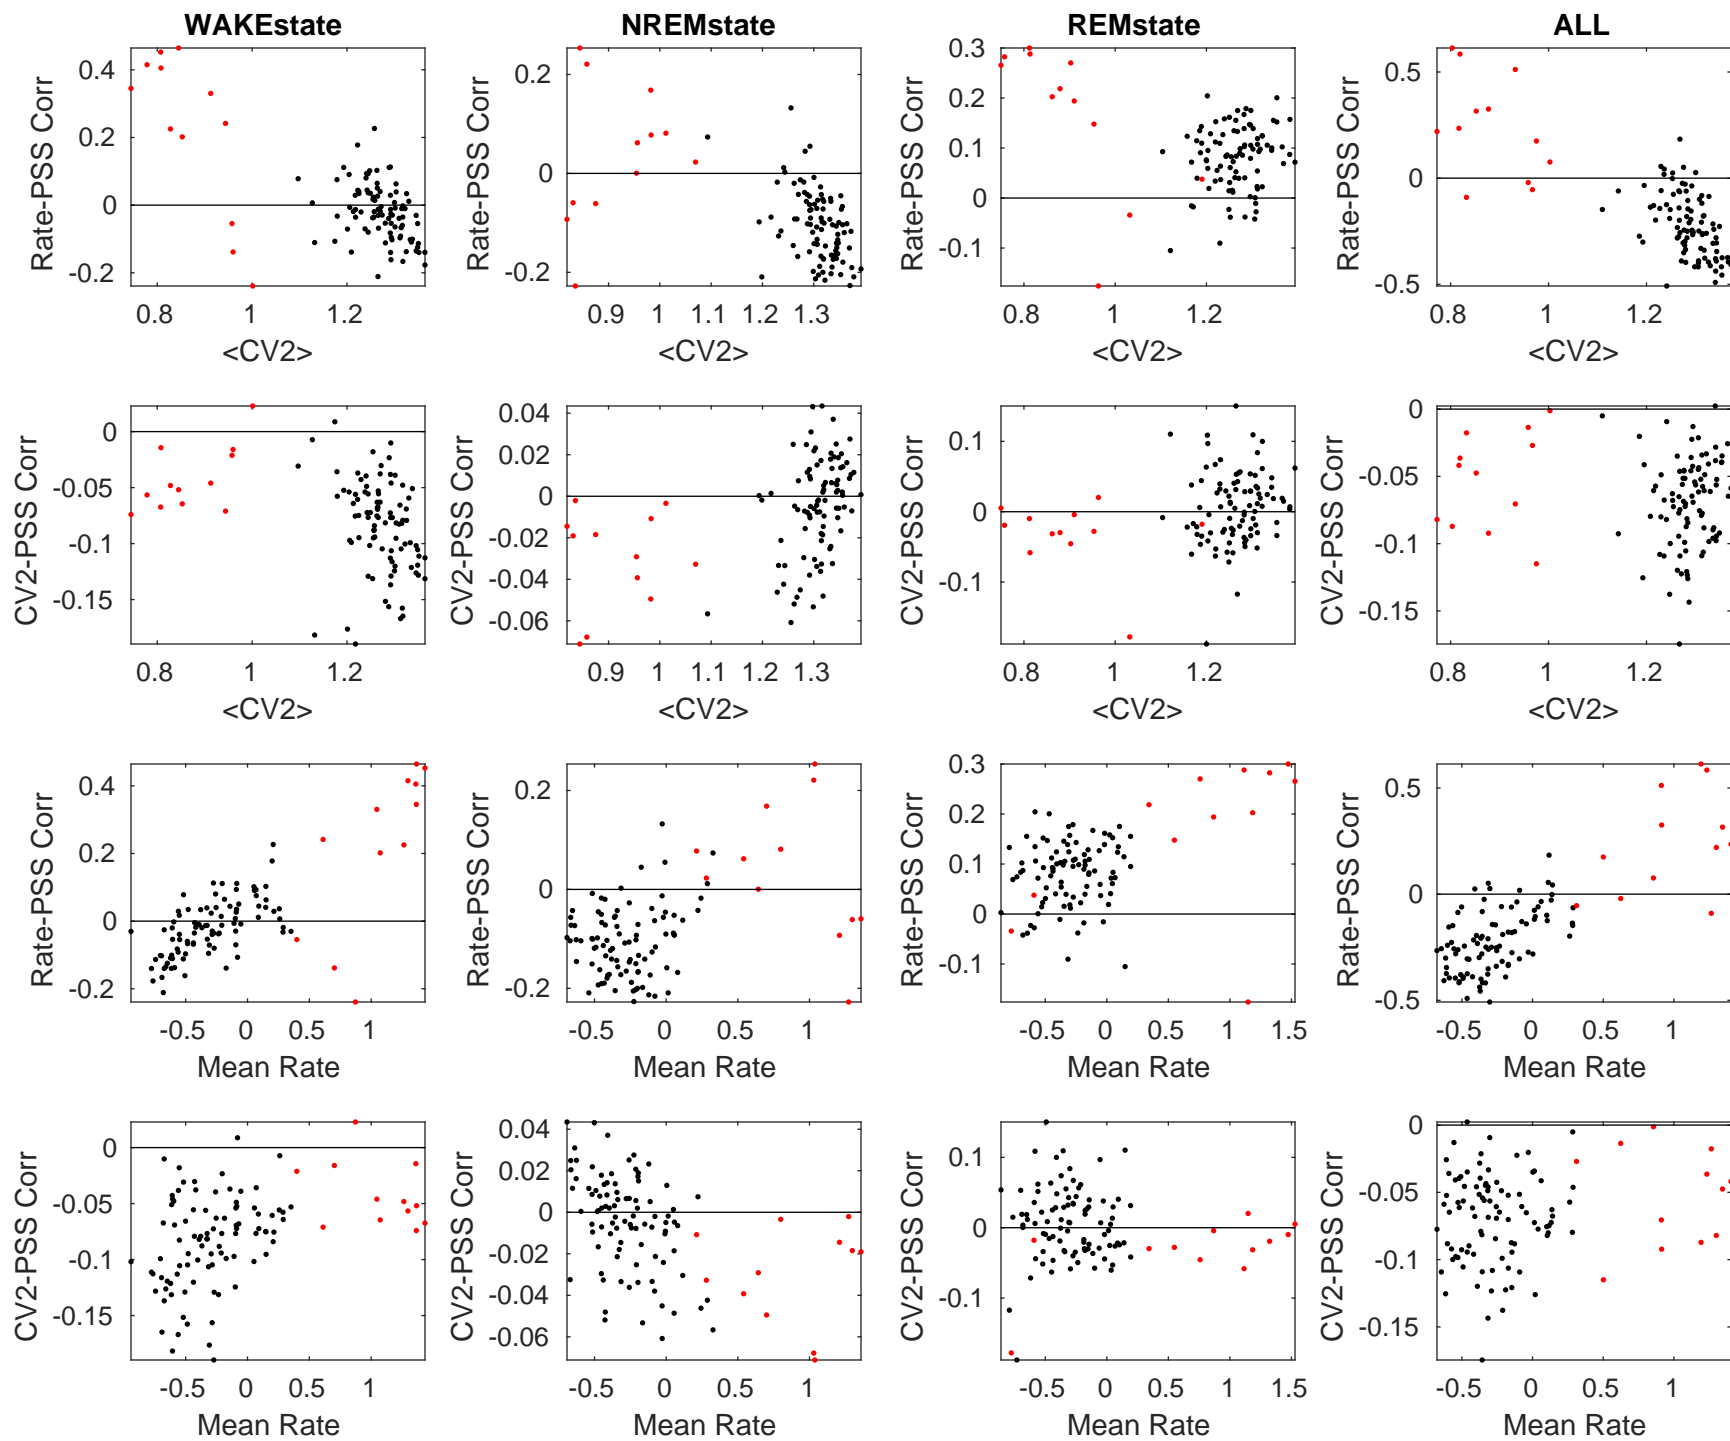 WAKEstate NREMstate REMstate ALL
Rate-PSS Corr
0.4
0.2
0
-0.2
0.8 1 1.2
<CV2>
Rate-PSS Corr
0.2
0
-0.2
0.9 1 1.1 1.2 1.3
<CV2>
Rate-PSS Corr
0.3
0.2
0.1
0
-0.1
0.8 1 1.2
<CV2>
Rate-PSS Corr
0.5
0
-0.5
0.8 1 1.2
<CV2>
CV2-PSS Corr
0
-0.05
-0.1
-0.15
0.8 1 1.2
<CV2>
CV2-PSS Corr
0.04
0.02
0
-0.02
-0.04
-0.06
0.9 1 1.1 1.2 1.3
<CV2>
CV2-PSS Corr
0.1
0
-0.1
0.8 1 1.2
<CV2>
CV2-PSS Corr
0
-0.05
-0.1
-0.15
0.8 1 1.2
<CV2>
Rate-PSS Corr
0.4
0.2
0
-0.2
-0.5 0 0.5 1
Mean Rate
Rate-PSS Corr
0.2
0
-0.2
-0.5 0 0.5 1
Mean Rate
Rate-PSS Corr
0.3
0.2
0.1
0
-0.1
-0.5 0 0.5 1 1.5
Mean Rate
Rate-PSS Corr
0.5
0
-0.5
-0.5 0 0.5 1
Mean Rate
CV2-PSS Corr
0
-0.05
-0.1
-0.15
-0.5 0 0.5 1
Mean Rate
CV2-PSS Corr
0.04
0.02
0
-0.02
-0.04
-0.06
-0.5 0 0.5 1
Mean Rate
CV2-PSS Corr
0.1
0
-0.1
-0.5 0 0.5 1 1.5
Mean Rate
CV2-PSS Corr
0
-0.05
-0.1
-0.15
-0.5 0 0.5 1
Mean Rate